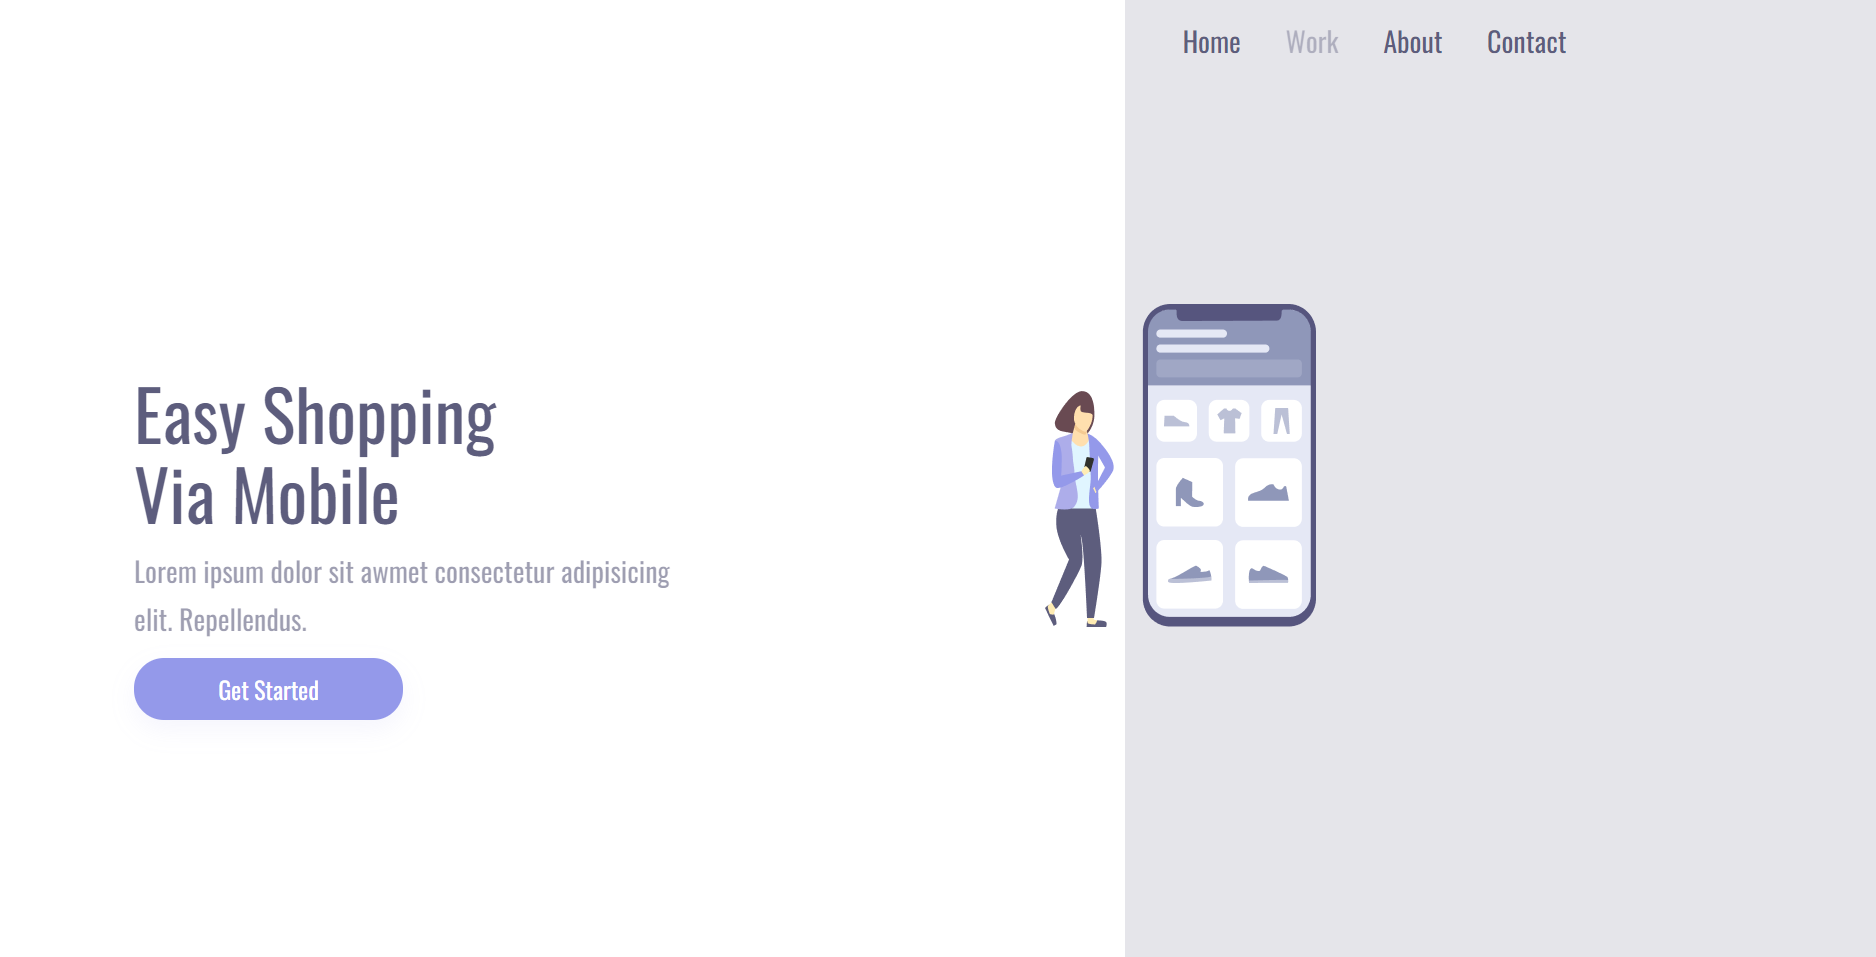 Home Work About Contact
Easy Shopping
Via Mobile
Lorem ipsum dolor sit awmet consectetur adipisicing
elit. Repellendus.
Get Started